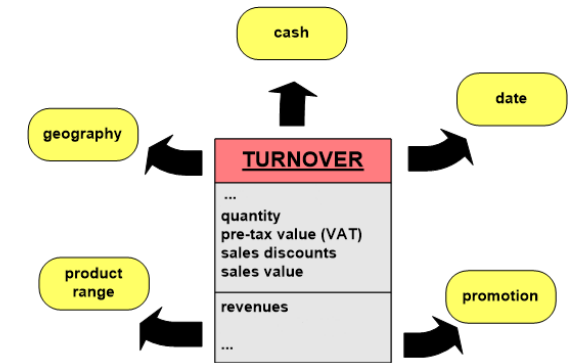 cash
date
geography
TURNOVER
...
quantity
pre-tax value (VAT)
sales discounts
sales value
product
range
promotion
revenues
...